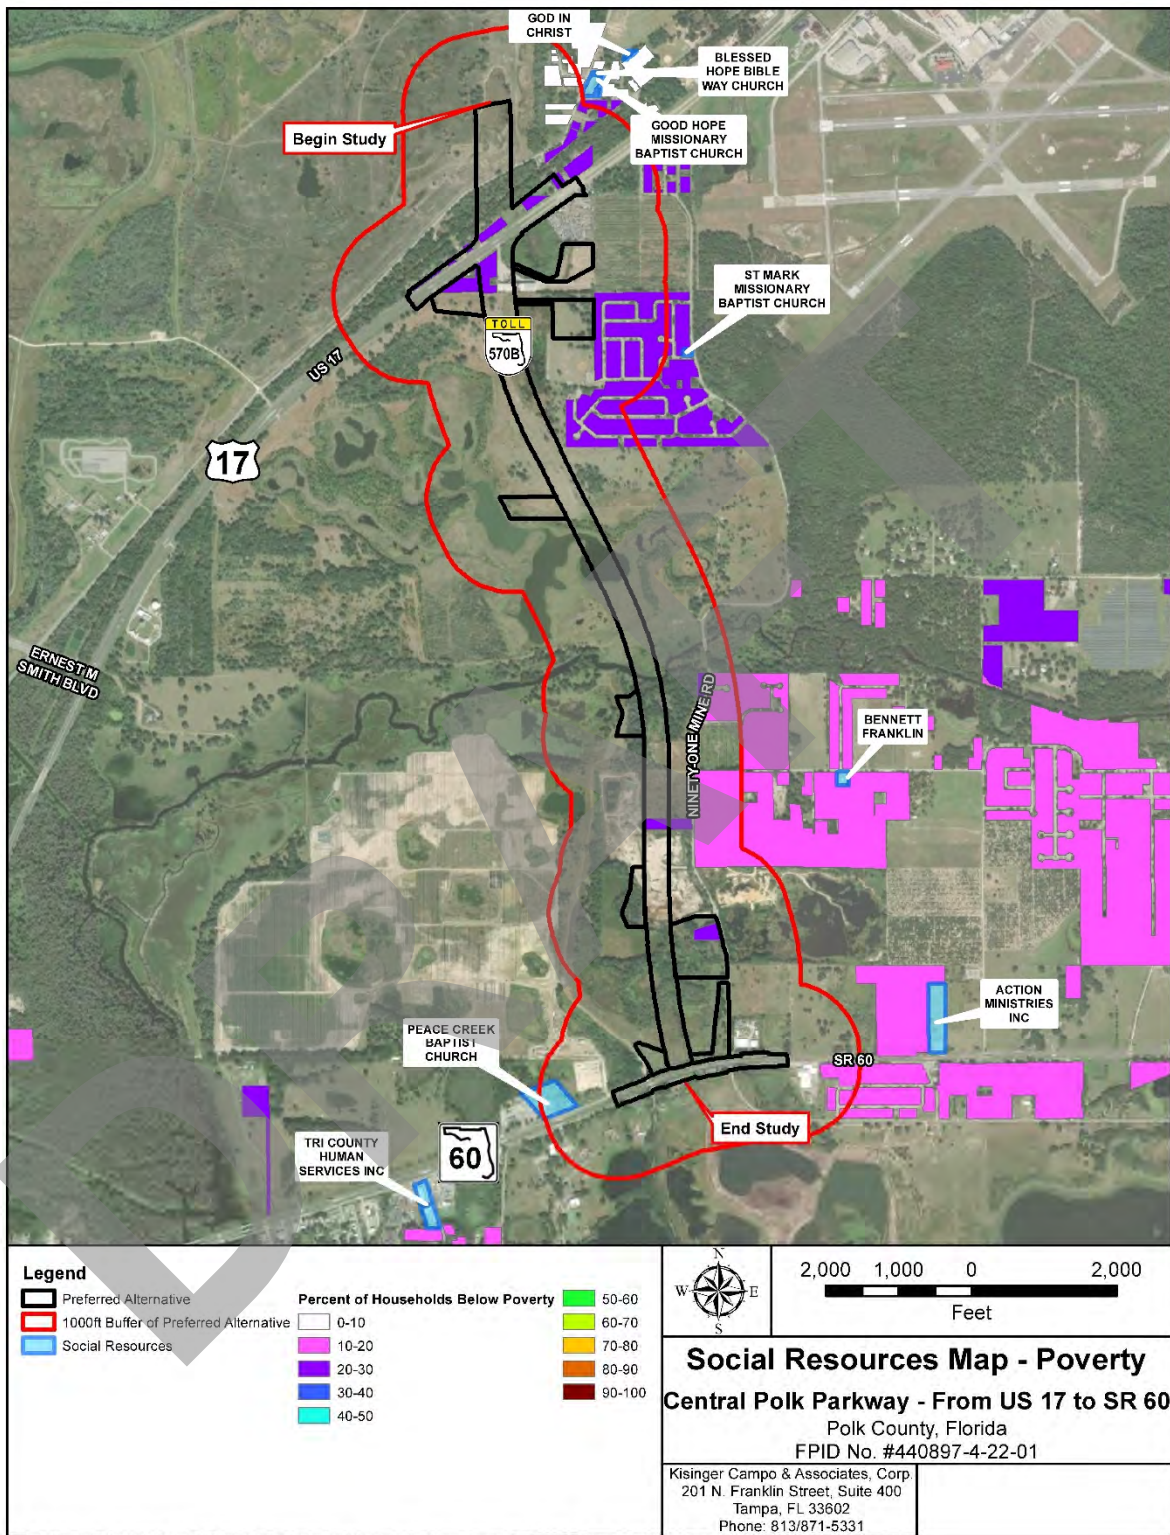 GOD IN
CHRIST
BLESSED
HOPE BIBLE
WAY CHURCH
Begin Study
GOOD HOPE
MISSIONARY
BAPTIST CHURCH
ST MARK
MISSIONARY
BAPTIST CHURCH
TOLL
570B
US 17
17
ERNEST M
SMITH BLVD
NINETY-ONE MINE RD
BENNETT
FRANKLIN
ACTION
MINISTRIES
INC
PEACE CREEK
BAPTIST
CHURCH
SR 60
End Study
TRI COUNTY
HUMAN
SERVICES INC
60
DRAFT
Legend
Preferred Alternative
1000ft Buffer of Preferred Alternative
Social Resources
Percent of Households Below Poverty
0-10
10-20
20-30
30-40
40-50
50-60
60-70
70-80
80-90
90-100
N
W E
S
2,000 1,000 0 2,000
Feet
Social Resources Map - Poverty
Central Polk Parkway - From US 17 to SR 60
Polk County, Florida
FPID No. #440897-4-22-01
Kisinger Campo & Associates, Corp.
201 N. Franklin Street, Suite 400
Tampa, FL 33602
Phone: 813/871-5331